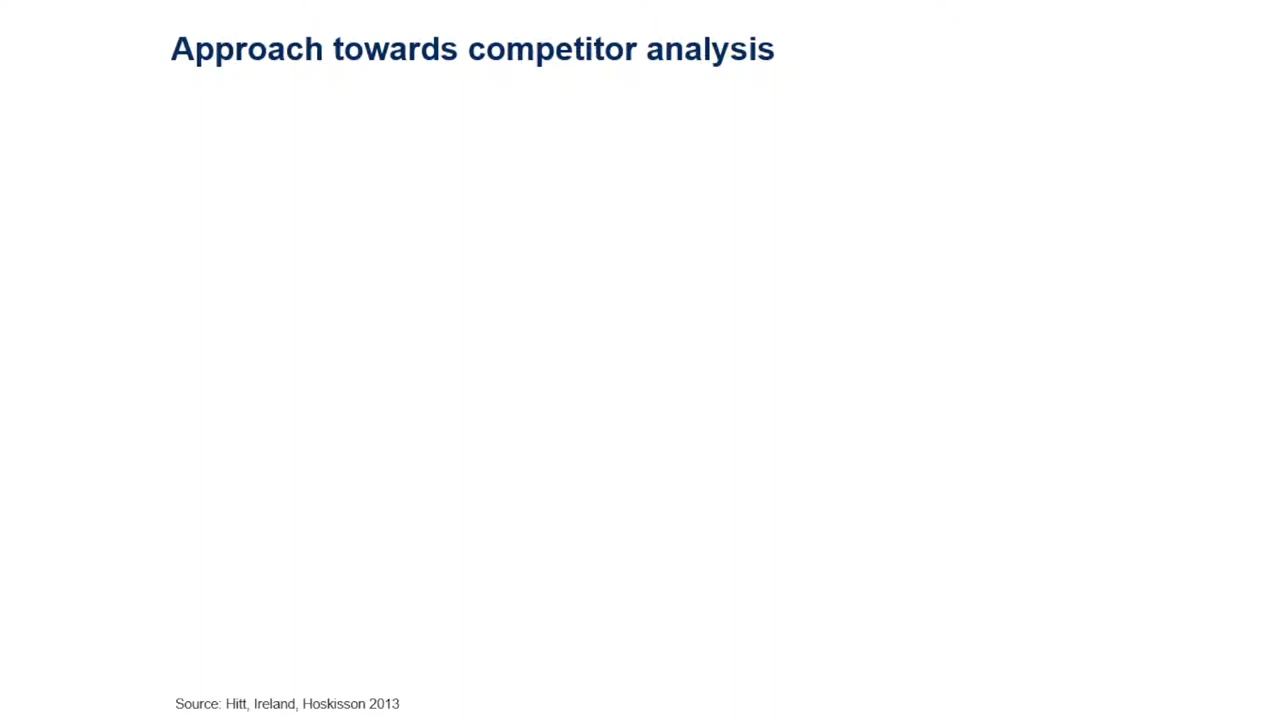 Approach towards competitor analysis
Source: Hitt, Ireland, Hoskisson 2013